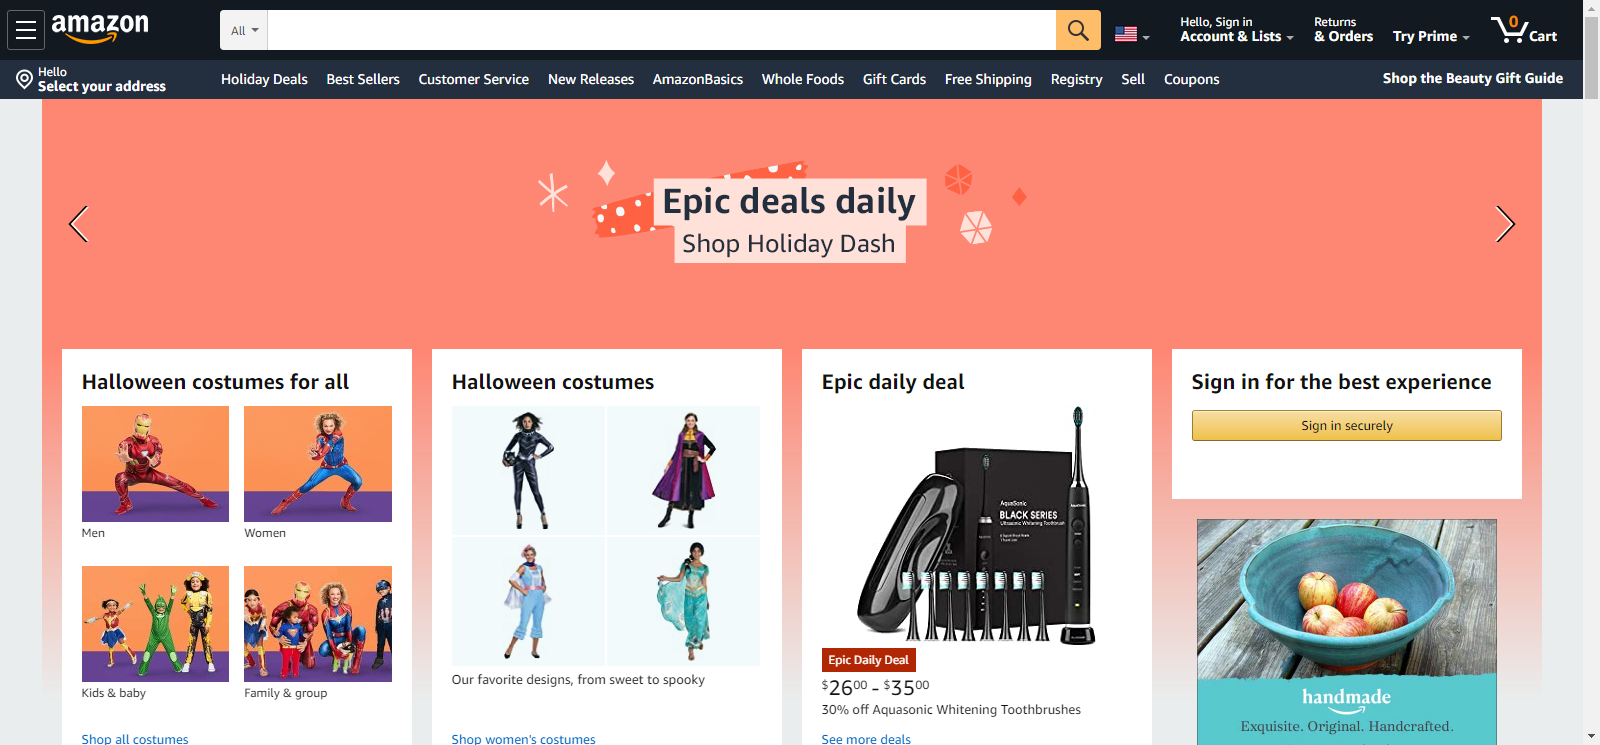 amazon
All
Hello, Sign in
Account & Lists
Returns
& Orders
Try Prime
0
Cart
Hello
Select your address
Holiday Deals
Best Sellers
Customer Service
New Releases
AmazonBasics
Whole Foods
Gift Cards
Free Shipping
Registry
Sell
Coupons
Shop the Beauty Gift Guide
Epic deals daily
Shop Holiday Dash
Halloween costumes for all
Men
Women
Kids & baby
Family & group
Shop all costumes
Halloween costumes
Our favorite designs, from sweet to spooky
Shop women's costumes
Epic daily deal
AquaSonic
BLACK SERIES
Ultrasonic Whitening Toothbrush
Epic Daily Deal
$2600 - $3500
30% off Aquasonic Whitening Toothbrushes
See more deals
Sign in for the best experience
Sign in securely
handmade
Exquisite. Original. Handcrafted.